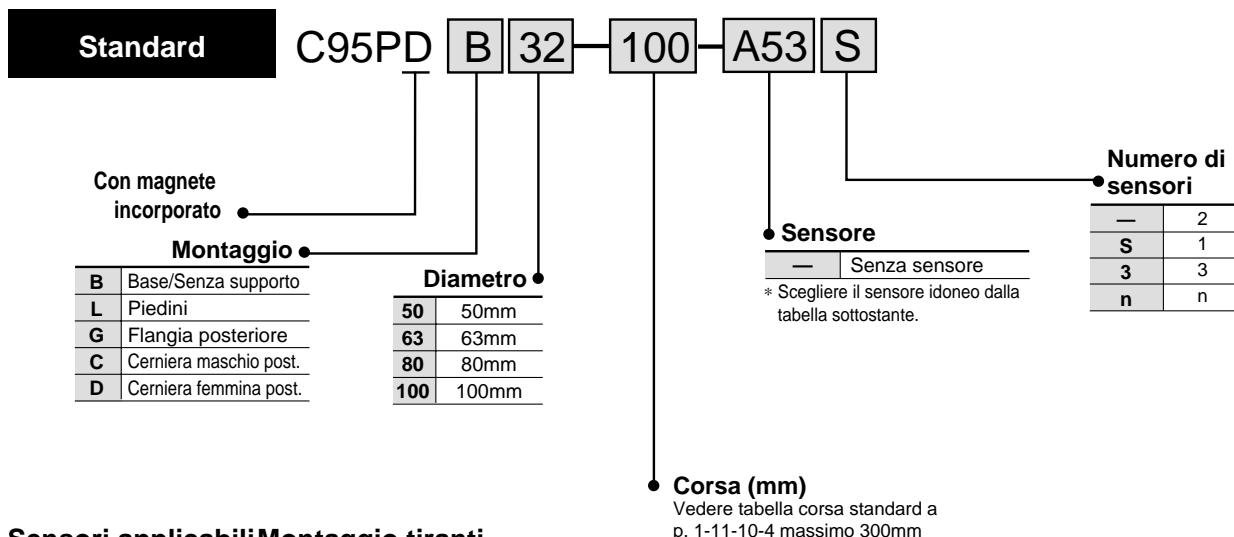 Standard
C95PD B 32 — 100 — A53 S
Con magnete
incorporato
Montaggio
B Base/Senza supporto
L Piedini
G Flangia posteriore
C Cerniera maschio post.
D Cerniera femmina post.
Diametro
50 50mm
63 63mm
80 80mm
100 100mm
Sensore
— Senza sensore
* Scegliere il sensore idoneo dalla
tabella sottostante.
Numero di
sensori
— 2
S 1
3 3
n n
Corsa (mm)
Vedere tabella corsa standard a
p. 1-11-10-4 massimo 300mm
Sensori applicabiliMontaggio tiranti